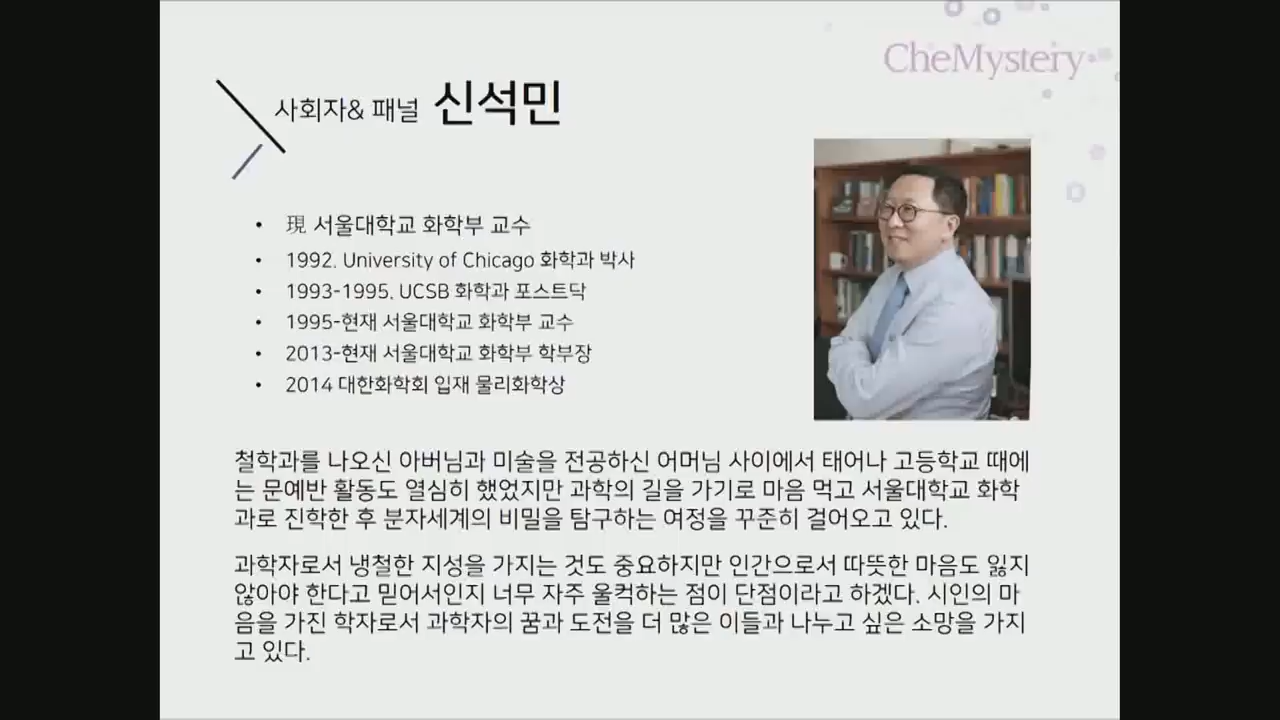 CheMystery
사회자& 패널 신석민
• 現 서울대학교 화학부 교수
• 1992. University of Chicago 화학과 박사
• 1993-1995. UCSB 화학과 포스트닥
• 1995-현재 서울대학교 화학부 교수
• 2013-현재 서울대학교 화학부 학부장
• 2014 대한화학회 입재 물리화학상
철학과를 나오신 아버님과 미술을 전공하신 어머님 사이에서 태어나 고등학교 때에
는 문예반 활동도 열심히 했었지만 과학의 길을 가기로 마음 먹고 서울대학교 화학
과로 진학한 후 분자세계의 비밀을 탐구하는 여정을 꾸준히 걸어오고 있다.
과학자로서 냉철한 지성을 가지는 것도 중요하지만 인간으로서 따뜻한 마음도 잃지
않아야 한다고 믿어서인지 너무 자주 울컥하는 점이 단점이라고 하겠다. 시인의 마
음을 가진 학자로서 과학자의 꿈과 도전을 더 많은 이들과 나누고 싶은 소망을 가지
고 있다.